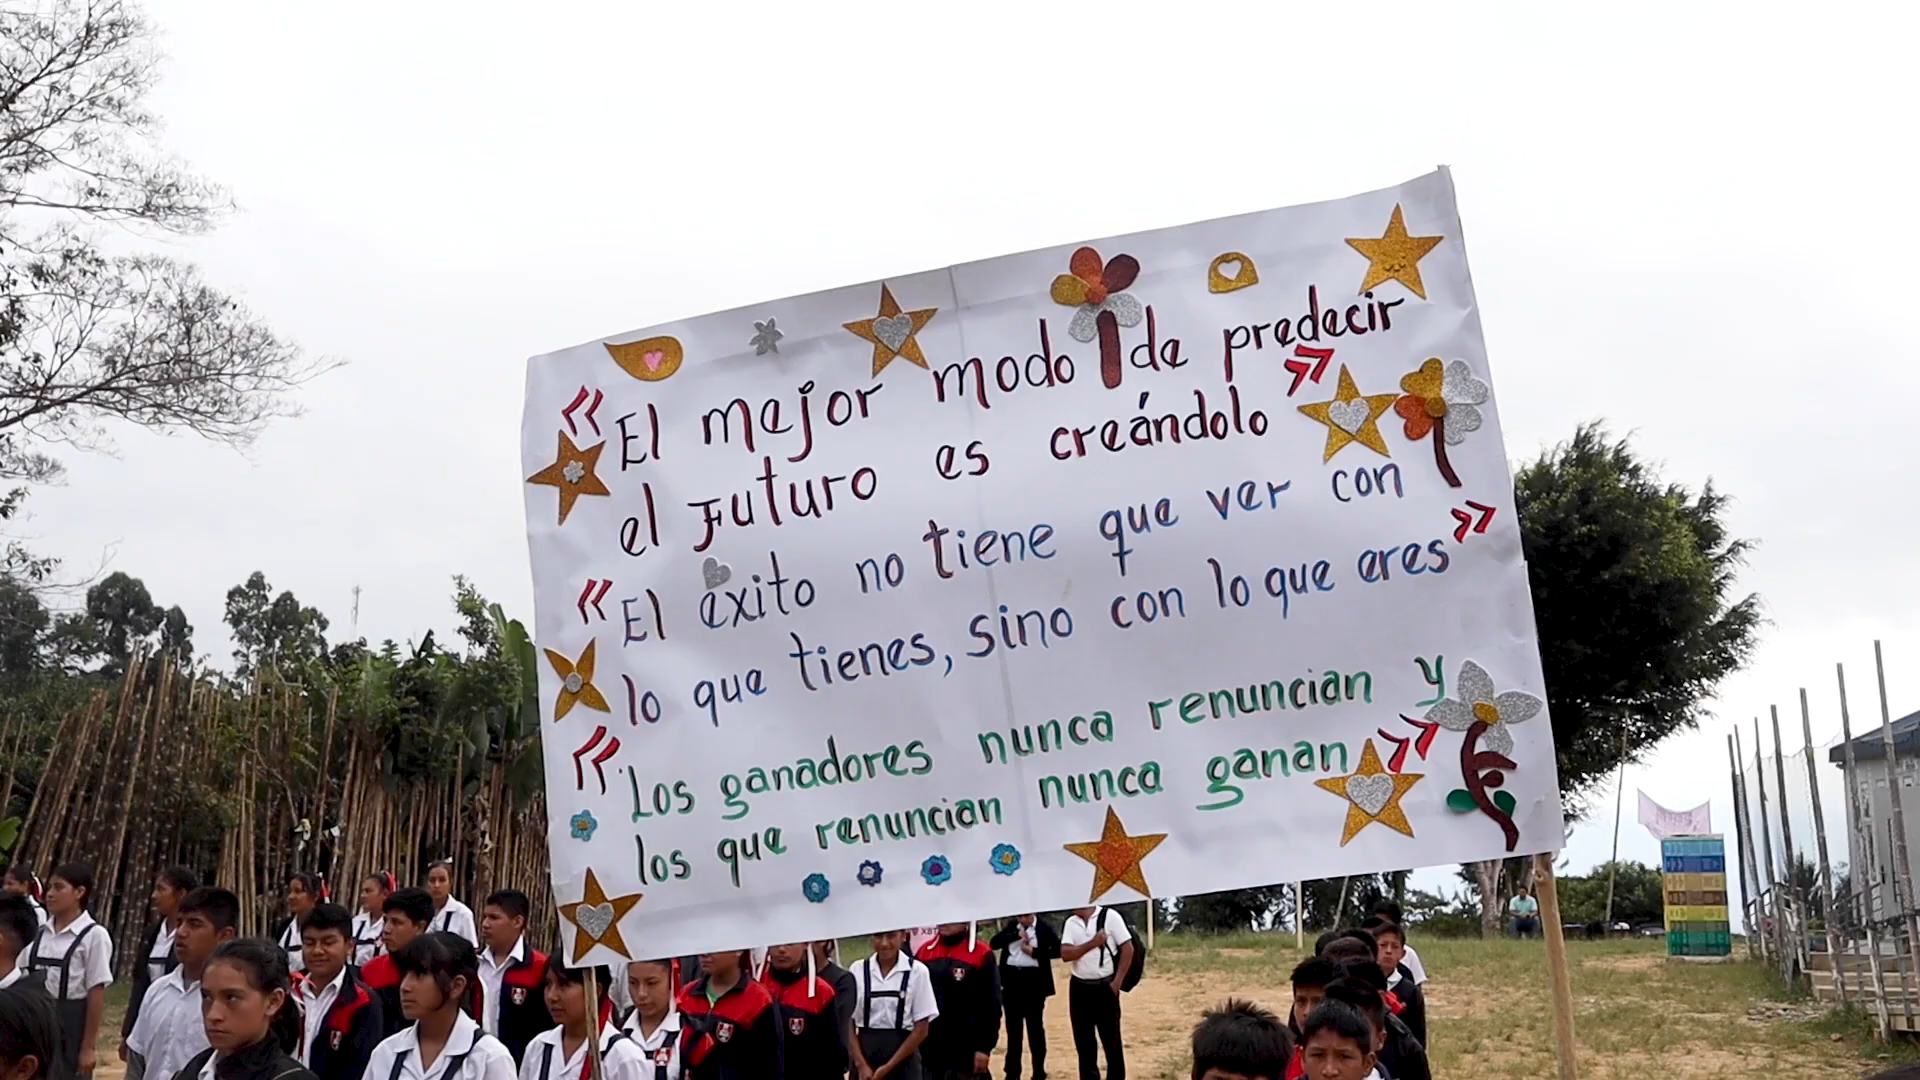 « El mejor modo de predecir
el Futuro es creándolo »
« El exito no tiene que ver con
lo que tienes, sino con lo que eres »
« Los ganadores nunca renuncian y
los que renuncian nunca ganan »